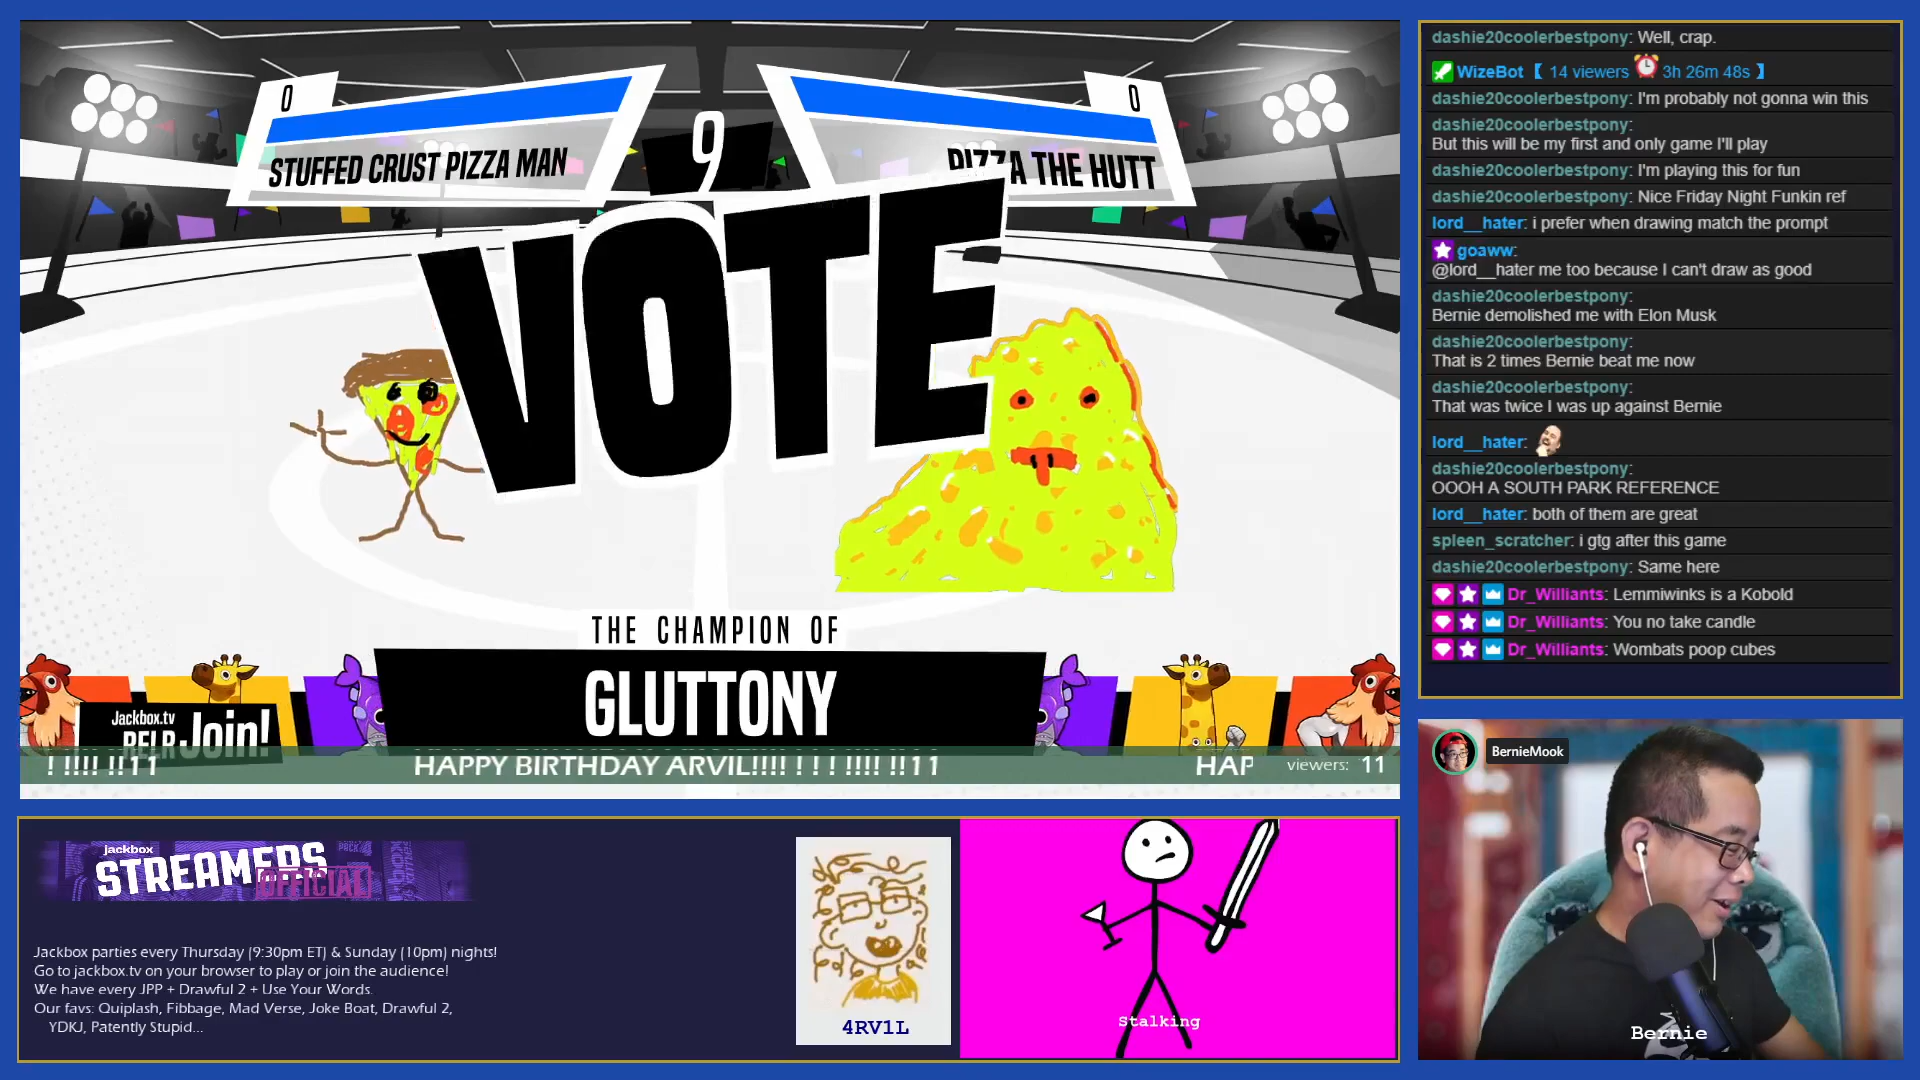 0
STUFFED CRUST PIZZA MAN
9
0
PIZZA THE HUTT
VOTE
THE CHAMPION OF
GLUTTONY
Jackbox.tv
Join!
! !!!! !!11
HAPPY BIRTHDAY ARVIL!!!! ! ! ! !!!! !!11
HAP
viewers: 11
dashie20coolerbestpony: Well, crap.
WizeBot 【 14 viewers ⏰ 3h 26m 48s 】
dashie20coolerbestpony: I'm probably not gonna win this
dashie20coolerbestpony:
But this will be my first and only game I'll play
dashie20coolerbestpony: I'm playing this for fun
dashie20coolerbestpony: Nice Friday Night Funkin ref
lord__hater: i prefer when drawing match the prompt
goaww:
@lord__hater me too because I can't draw as good
dashie20coolerbestpony:
Bernie demolished me with Elon Musk
dashie20coolerbestpony:
That is 2 times Bernie beat me now
dashie20coolerbestpony:
That was twice I was up against Bernie
lord__hater:
dashie20coolerbestpony:
OOOH A SOUTH PARK REFERENCE
lord__hater: both of them are great
spleen_scratcher: i gtg after this game
dashie20coolerbestpony: Same here
Dr_Williants: Lemmiwinks is a Kobold
Dr_Williants: You no take candle
Dr_Williants: Wombats poop cubes
jackbox
STREAMERS
OFFICIAL
Jackbox parties every Thursday (9:30pm ET) & Sunday (10pm) nights!
Go to jackbox.tv on your browser to play or join the audience!
We have every JPP + Drawful 2 + Use Your Words.
Our favs: Quiplash, Fibbage, Mad Verse, Joke Boat, Drawful 2,
YDKJ, Patently Stupid...
4RV1L
Stalking
BernieMook
Bernie